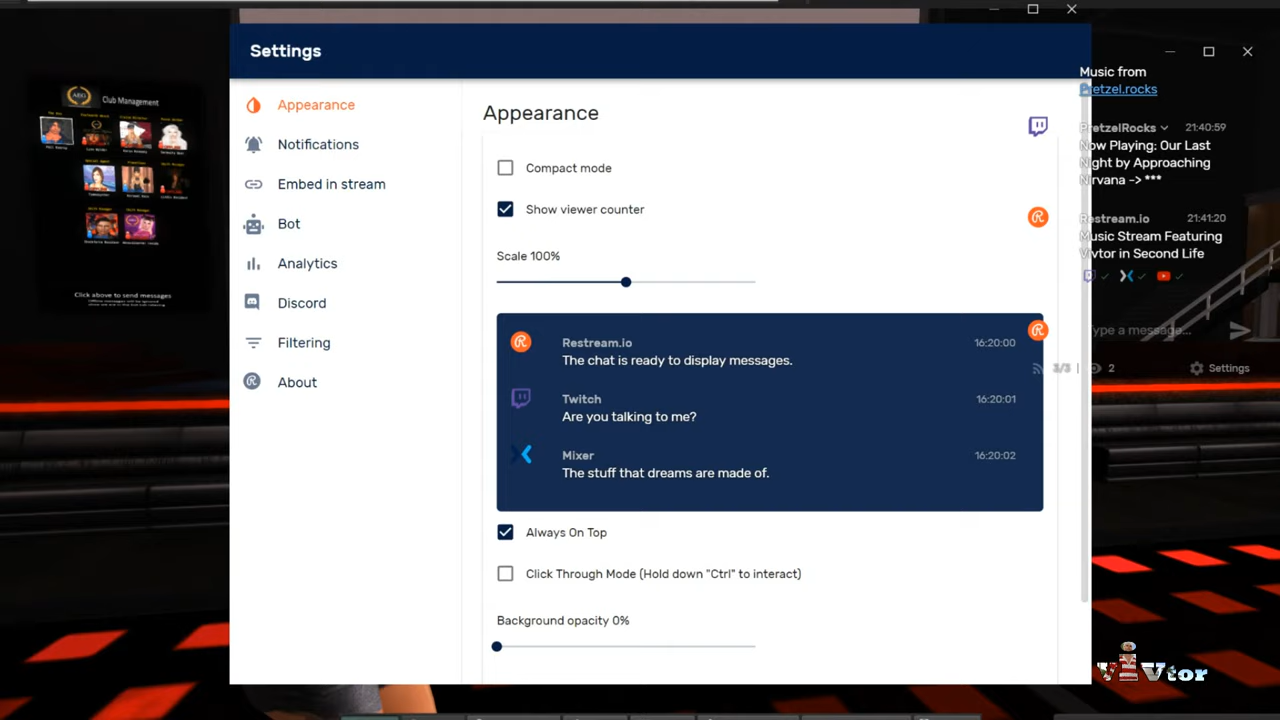 Settings
Appearance
Notifications
Embed in stream
Bot
Analytics
Discord
Filtering
About
Appearance
Compact mode
Show viewer counter
Scale 100%
Restream.io 16:20:00
The chat is ready to display messages.
Twitch 16:20:01
Are you talking to me?
Mixer 16:20:02
The stuff that dreams are made of.
Always On Top
Click Through Mode (Hold down "Ctrl" to interact)
Background opacity 0%
Music from
Pretzel.rocks
PretzelRocks 21:40:59
Now Playing: Our Last
Night by Approaching
Nirvana -> ***
Restream.io 21:41:20
Music Stream Featuring
Vivtor in Second Life
Type a message...
3/3 | 2 Settings
Club Management
Click above to send messages
ViVtor